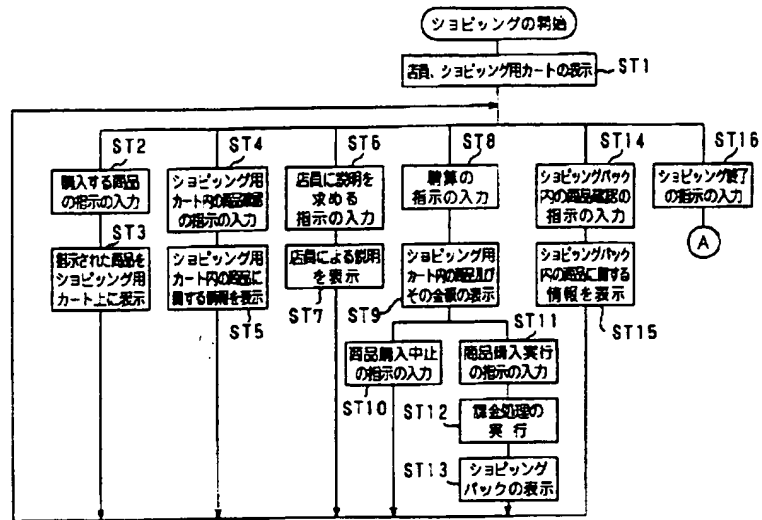 ショピッングの開始
店員、ショピッング用カートの表示
ST1
ST2
購入する商品
の指示の入力
ST3
指示された商品を
ショピッング用
カート上に表示
ST4
ショピッング用
カート内の商品確認
の指示の入力
ショピッング用
カート内の商品に
関する情報を表示
ST5
ST6
店員に説明を
求める
指示の入力
店員による説明
を表示
ST7
ST8
精算の
指示の入力
ST9
ショピッング用
カート内の商品及び
その金額の表示
商品購入中止
の指示の入力
ST10
ST11
商品購入実行
の指示の入力
ST12
課金処理の
実行
ST13
ショピッング
バックの表示
ST14
ショピッングバック
内の商品確認の
指示の入力
ショピッングバック
内の商品に関する
情報を表示
ST15
ST16
ショピッング終了
の指示の入力
A